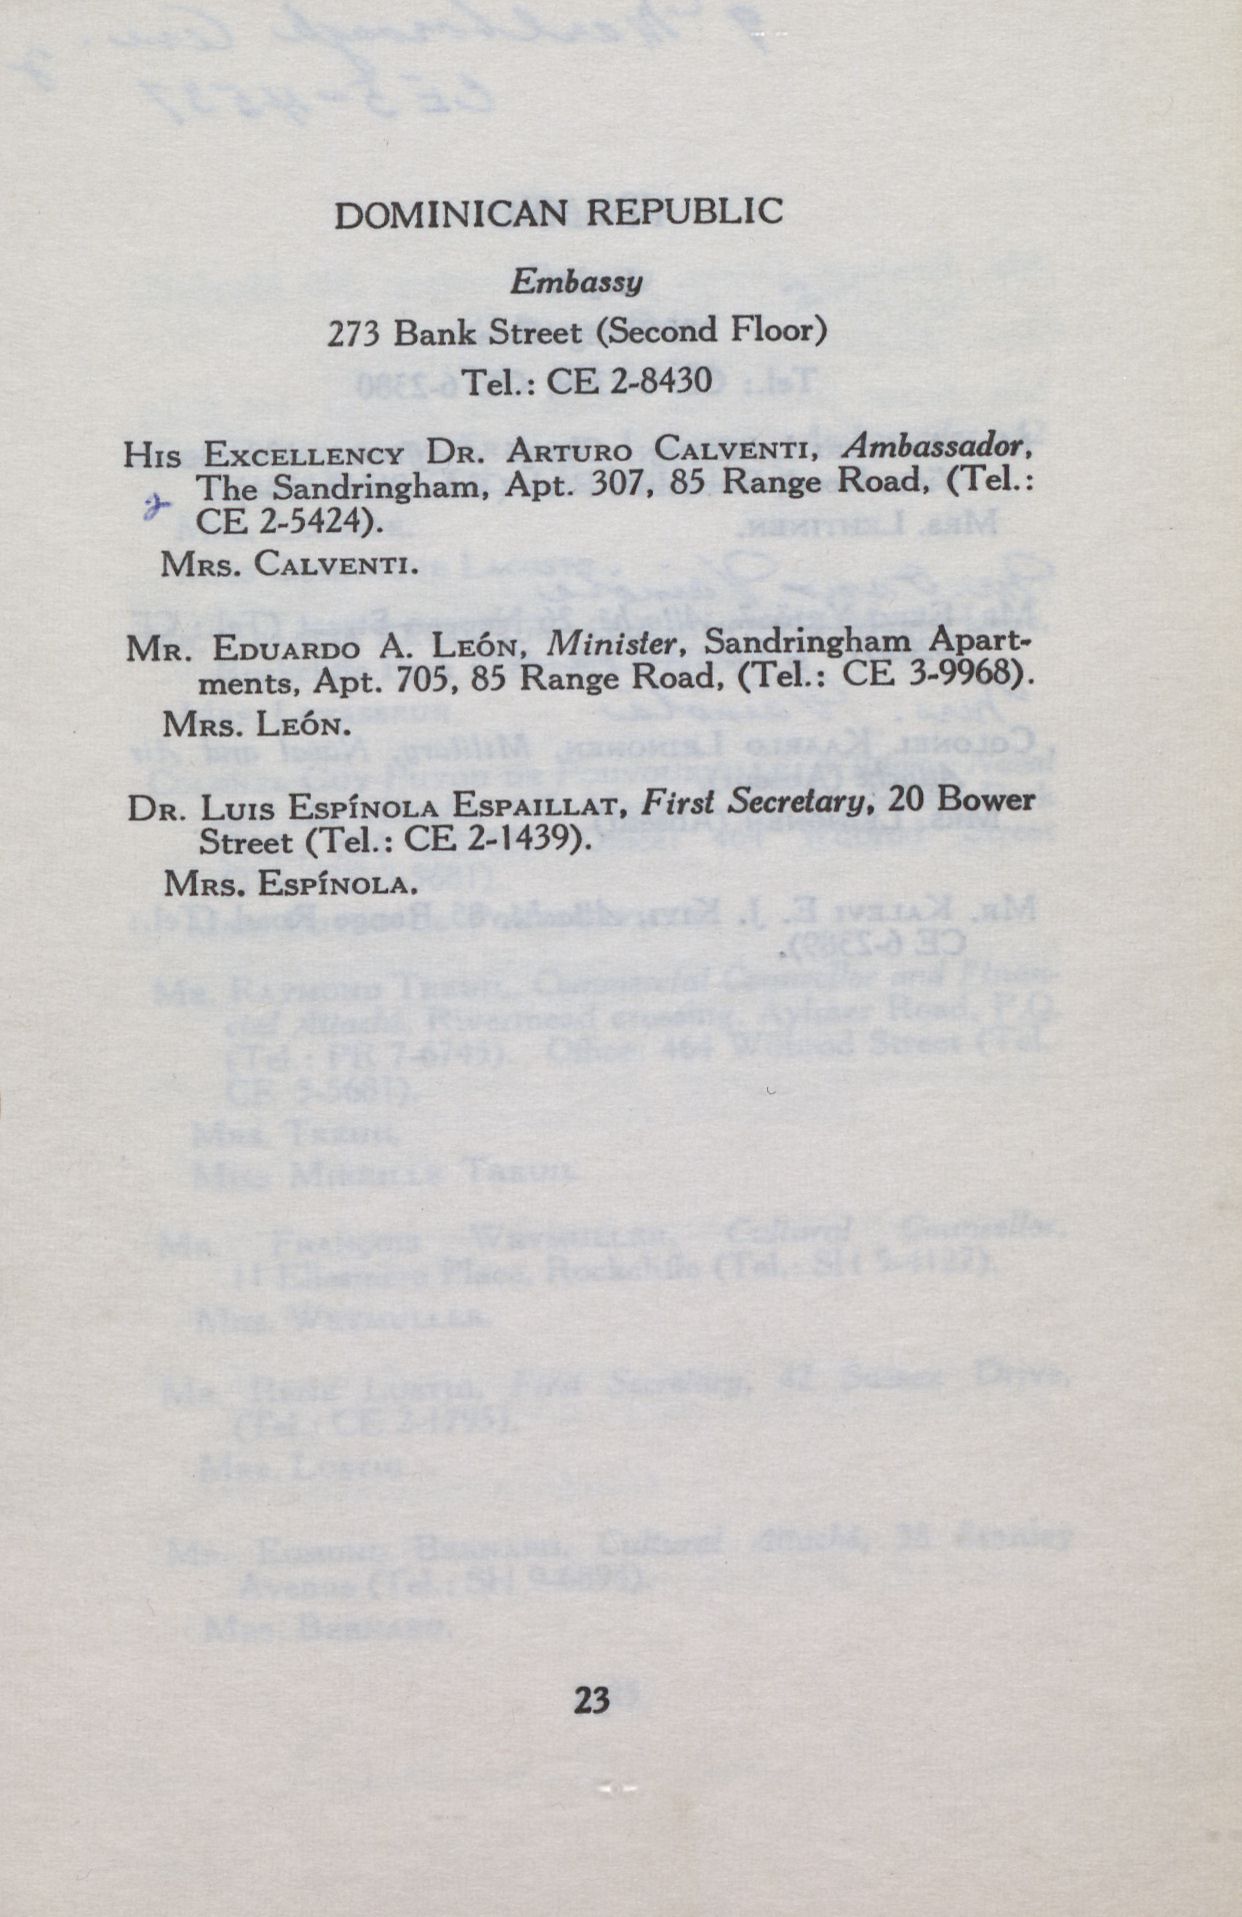 DOMINICAN REPUBLIC
Embassy
273 Bank Street (Second Floor)
Tel.: CE 2-8430
His Excellency Dr. Arturo Calventi, Ambassador,
The Sandringham, Apt. 307, 85 Range Road, (Tel.:
CE 2-5424).
Mrs. Calventi.
Mr. Eduardo A. León, Minister, Sandringham Apart-
ments, Apt. 705, 85 Range Road, (Tel.: CE 3-9968).
Mrs. León.
Dr. Luis Espínola Espaillat, First Secretary, 20 Bower
Street (Tel.: CE 2-1439).
Mrs. Espínola.
23